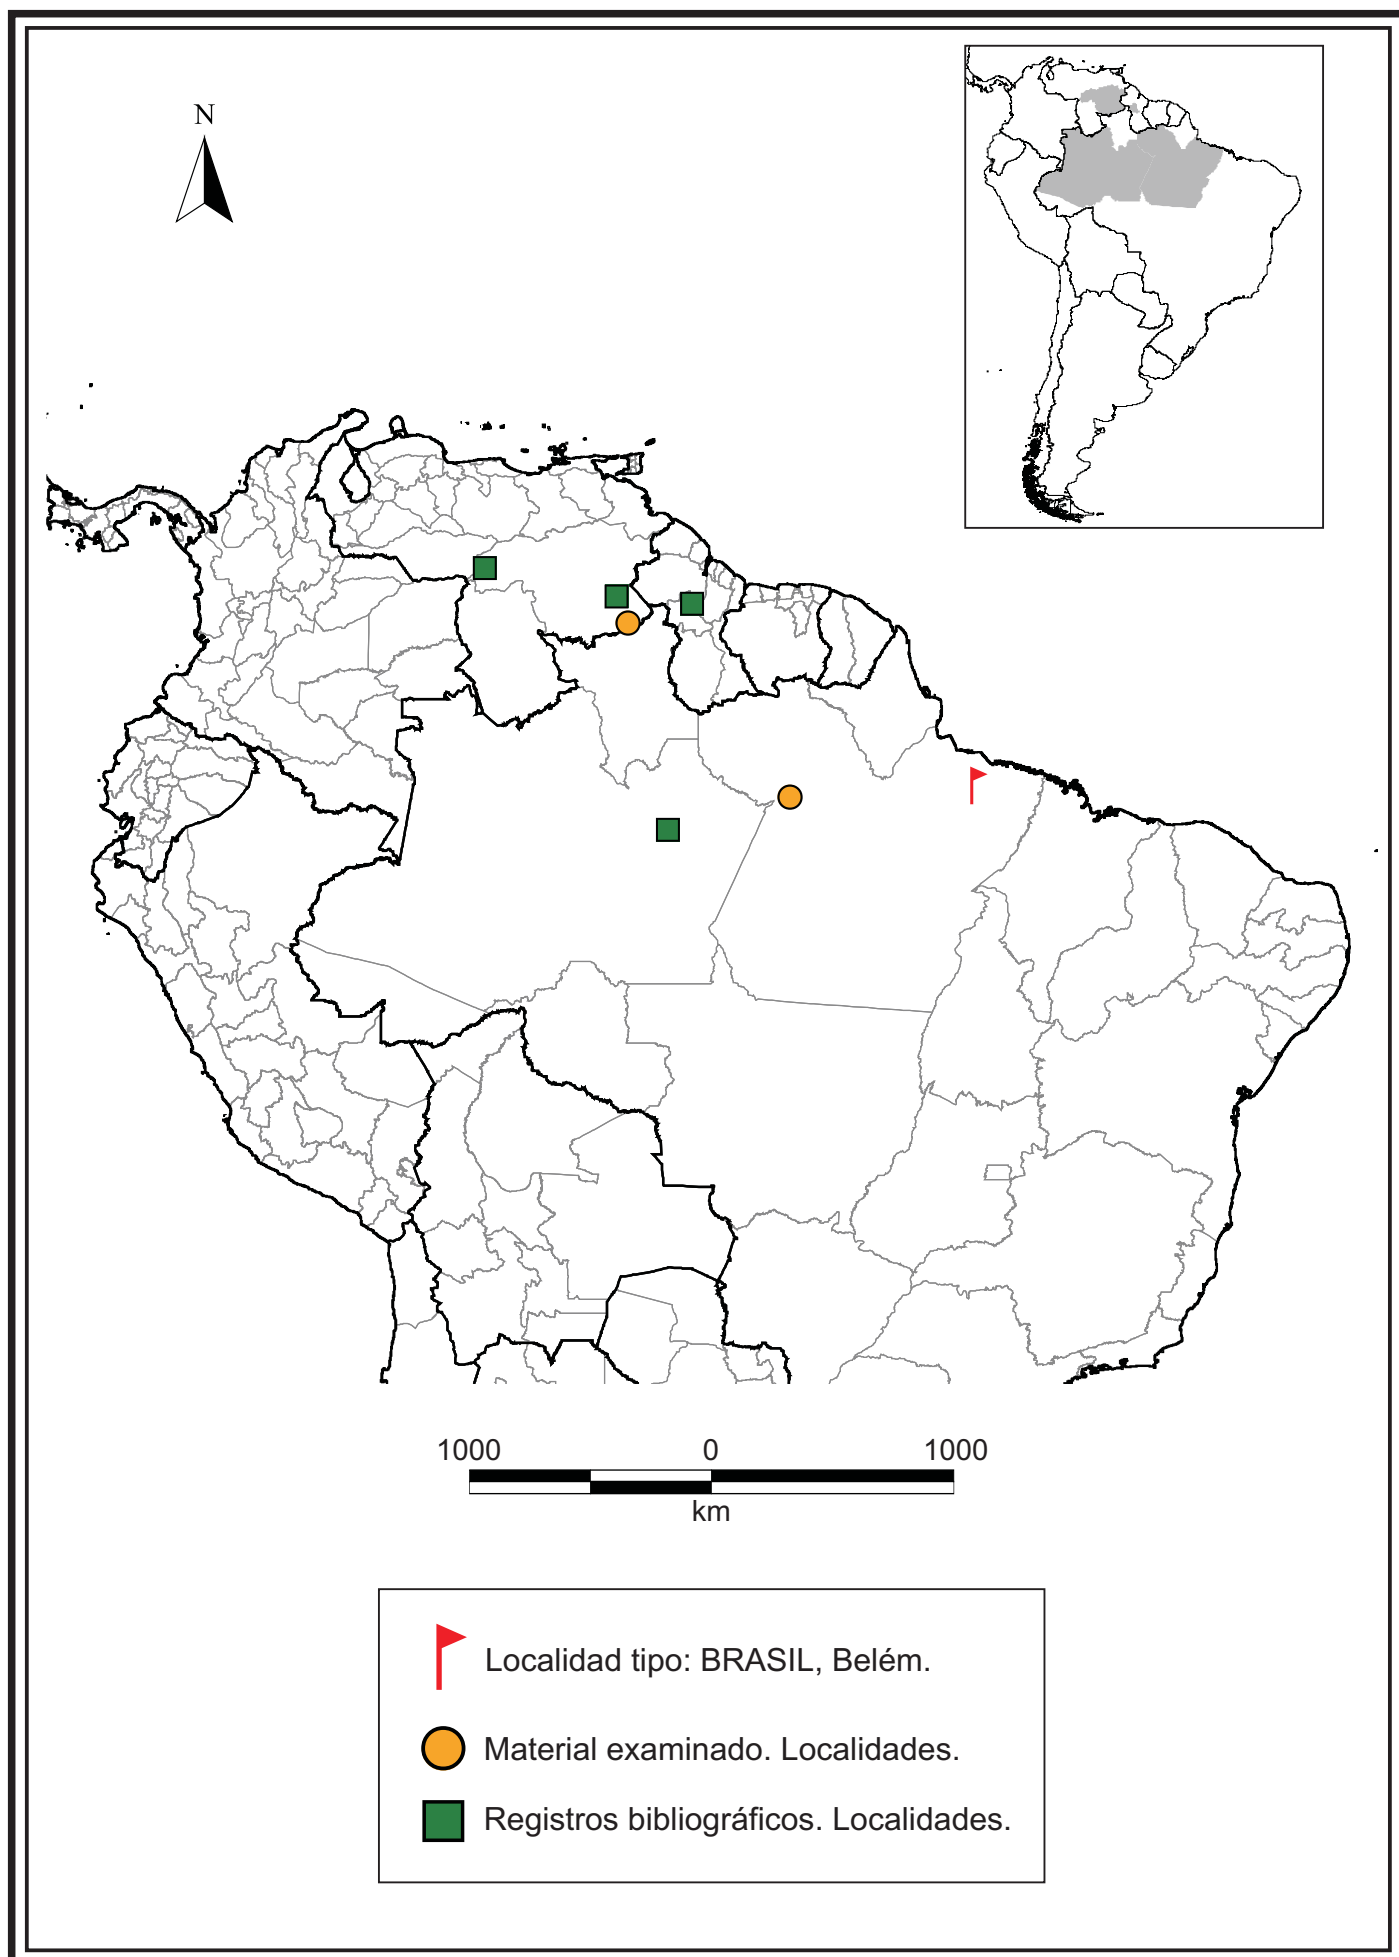 N
1000 0 1000
km
Localidad tipo: BRASIL, Belém.
Material examinado. Localidades.
Registros bibliográficos. Localidades.